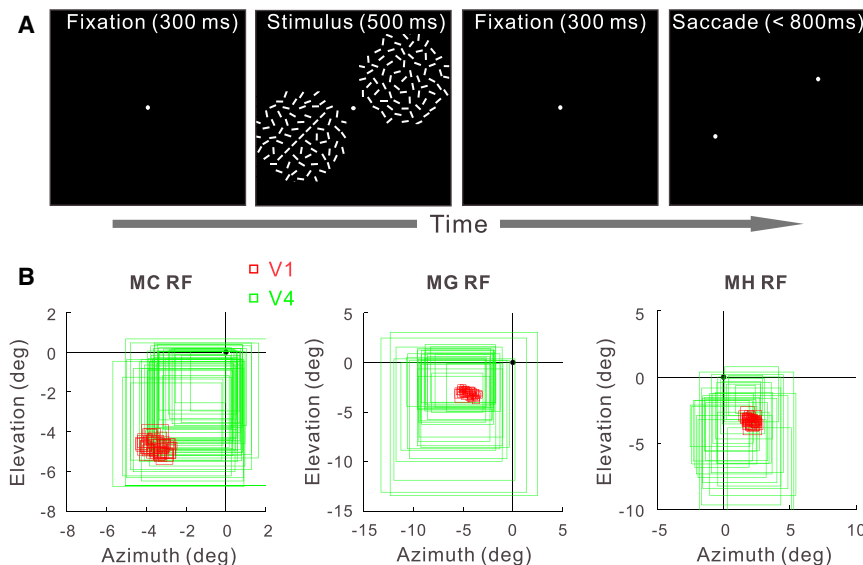 A
Fixation (300 ms)
Stimulus (500 ms)
Fixation (300 ms)
Saccade (< 800ms)
Time
B
V1
V4
MC RF
MG RF
MH RF
2
0
-2
-4
-6
-8
Elevation (deg)
-8
-6
-4
-2
0
2
Azimuth (deg)
5
0
-5
-10
-15
Elevation (deg)
-15
-10
-5
0
5
Azimuth (deg)
5
0
-5
-10
Elevation (deg)
-5
0
5
10
Azimuth (deg)